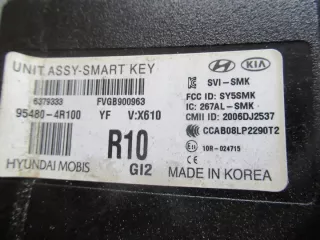 HYUNDAI KIA
UNIT ASSY-SMART KEY
SVI-SMK
6379333 FVGB900963
FCC ID: SY5SMK
95480-4R100 YF V:X610
IC: 267AL-SMK
CMII ID: 2006DJ2537
CCAB08LP2290T2
R10
10R-024715
HYUNDAI MOBIS GI2
MADE IN KOREA